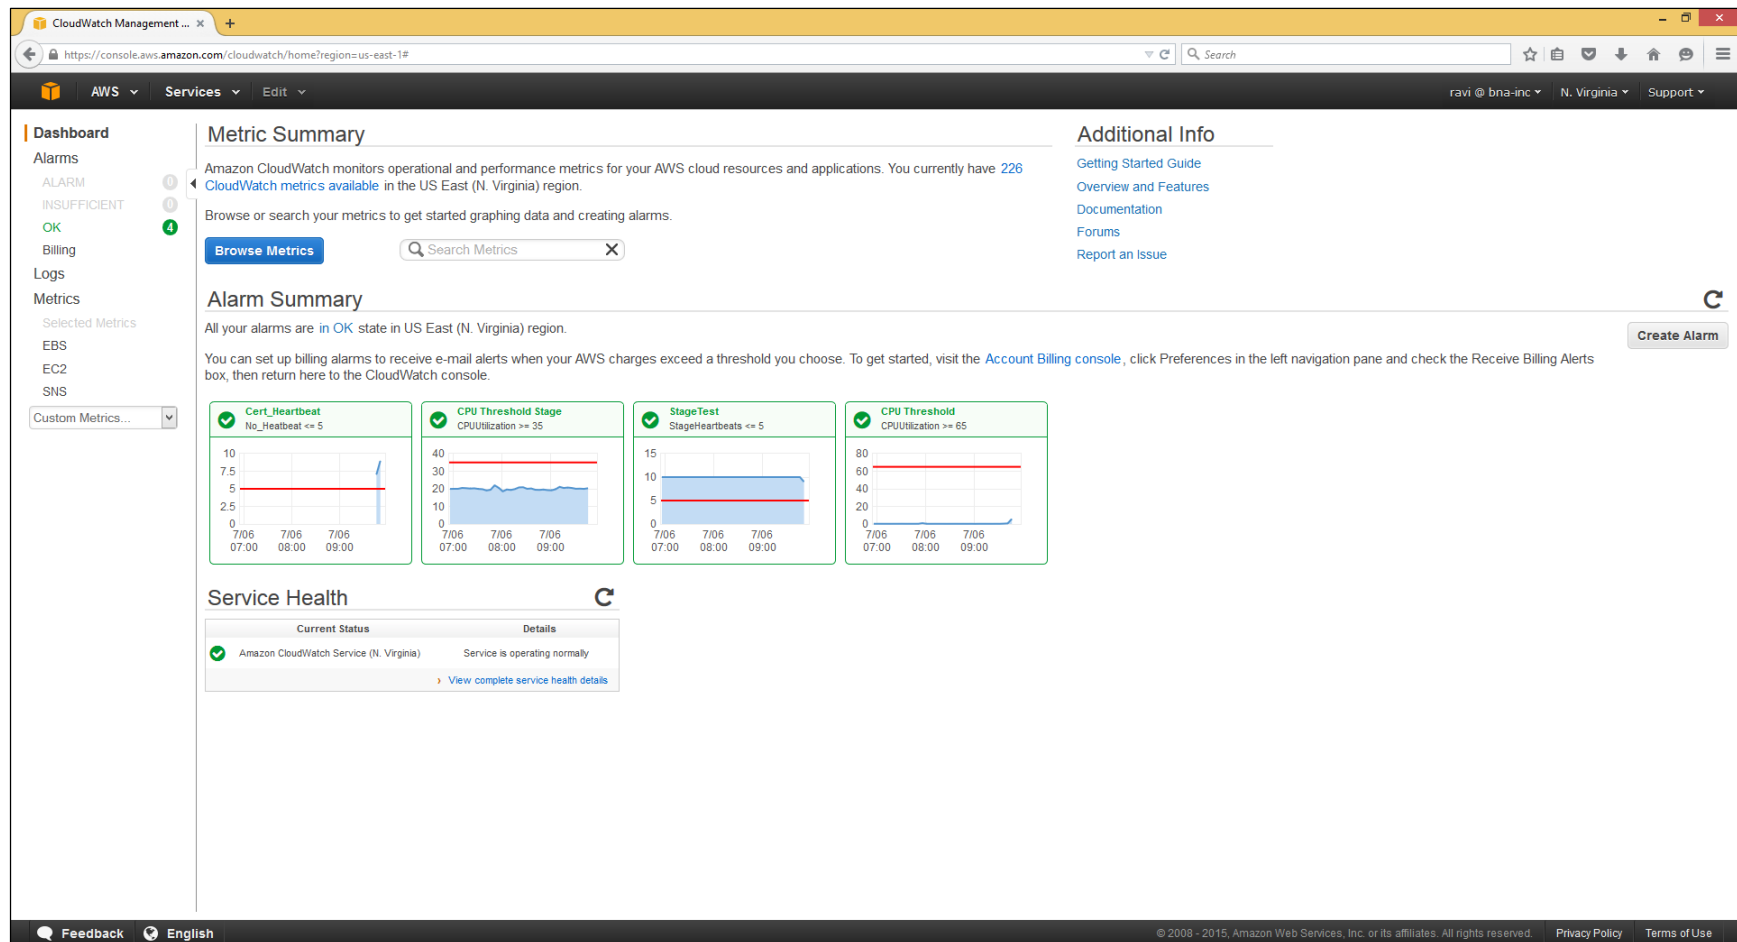 CloudWatch Management ...
https://console.aws.amazon.com/cloudwatch/home?region=us-east-1#
Search
AWS
Services
Edit
ravi @ bna-inc
N. Virginia
Support
Dashboard
Alarms
ALARM 0
INSUFFICIENT 0
OK 4
Billing
Logs
Metrics
Selected Metrics
EBS
EC2
SNS
Custom Metrics...
Metric Summary
Amazon CloudWatch monitors operational and performance metrics for your AWS cloud resources and applications. You currently have 226
CloudWatch metrics available in the US East (N. Virginia) region.
Browse or search your metrics to get started graphing data and creating alarms.
Browse Metrics
Search Metrics
Additional Info
Getting Started Guide
Overview and Features
Documentation
Forums
Report an Issue
Alarm Summary
All your alarms are in OK state in US East (N. Virginia) region.
Create Alarm
You can set up billing alarms to receive e-mail alerts when your AWS charges exceed a threshold you choose. To get started, visit the Account Billing console, click Preferences in the left navigation pane and check the Receive Billing Alerts
box, then return here to the CloudWatch console.
Cert_Heartbeat
No_Heatbeat <= 5
10
7.5
5
2.5
0
7/06 7/06 7/06
07:00 08:00 09:00
CPU Threshold Stage
CPUUtilization >= 35
40
30
20
10
0
7/06 7/06 7/06
07:00 08:00 09:00
StageTest
StageHeartbeats <= 5
15
10
5
0
7/06 7/06 7/06
07:00 08:00 09:00
CPU Threshold
CPUUtilization >= 65
80
60
40
20
0
7/06 7/06 7/06
07:00 08:00 09:00
Service Health
Current Status Details
Amazon CloudWatch Service (N. Virginia) Service is operating normally
View complete service health details
Feedback
English
© 2008 - 2015, Amazon Web Services, Inc. or its affiliates. All rights reserved.
Privacy Policy
Terms of Use